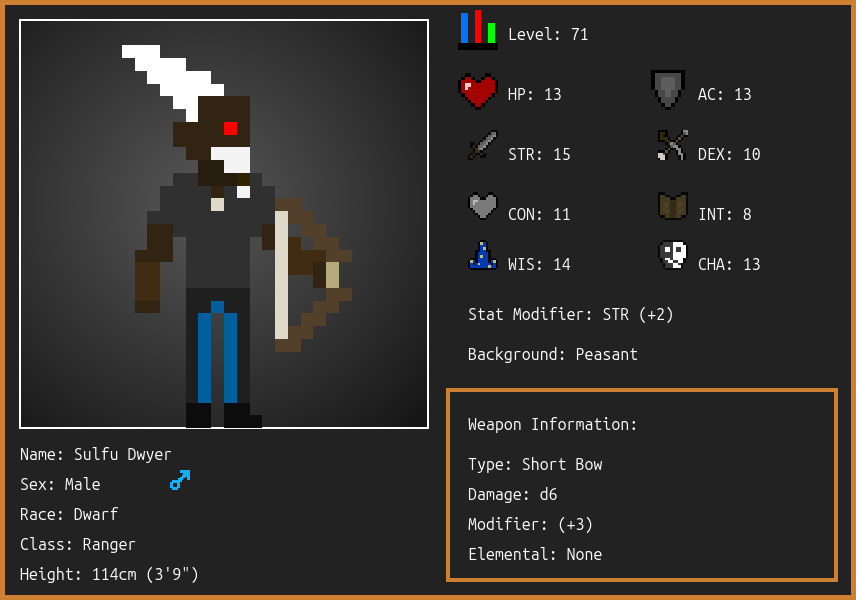 Level: 71
HP: 13
AC: 13
STR: 15
DEX: 10
CON: 11
INT: 8
WIS: 14
CHA: 13
Stat Modifier: STR (+2)
Background: Peasant
Weapon Information:
Type: Short Bow
Damage: d6
Modifier: (+3)
Elemental: None
Name: Sulfu Dwyer
Sex: Male
Race: Dwarf
Class: Ranger
Height: 114cm (3'9")